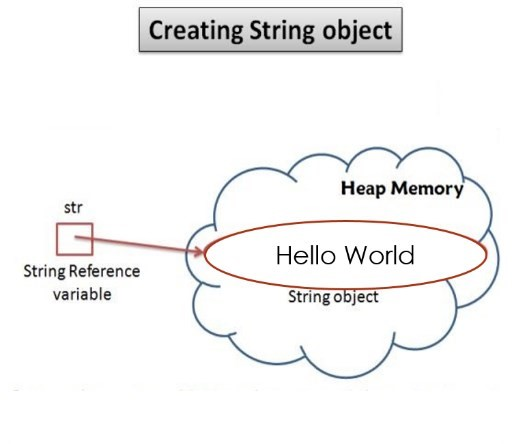 Creating String object
Heap Memory
str
Hello World
String Reference
variable
String object